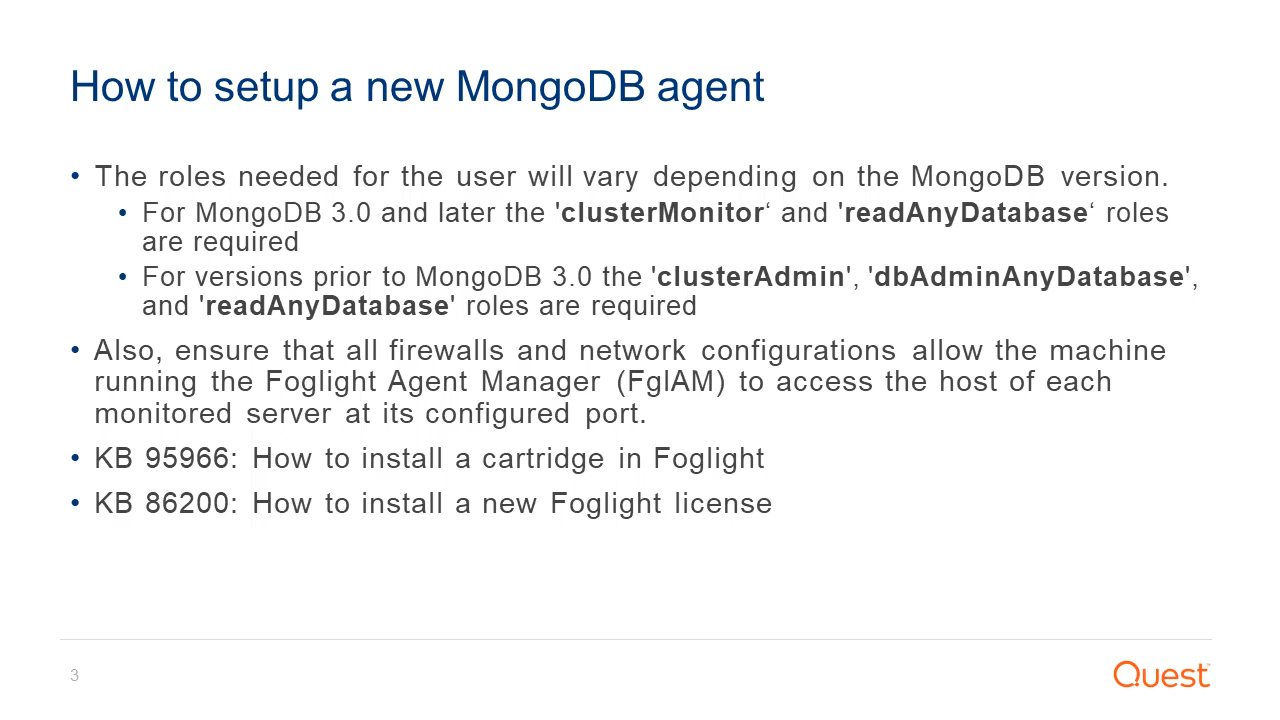 How to setup a new MongoDB agent
• The roles needed for the user will vary depending on the MongoDB version.
• For MongoDB 3.0 and later the 'clusterMonitor‘ and 'readAnyDatabase‘ roles
are required
• For versions prior to MongoDB 3.0 the 'clusterAdmin', 'dbAdminAnyDatabase',
and 'readAnyDatabase' roles are required
• Also, ensure that all firewalls and network configurations allow the machine
running the Foglight Agent Manager (FglAM) to access the host of each
monitored server at its configured port.
• KB 95966: How to install a cartridge in Foglight
• KB 86200: How to install a new Foglight license
3
Quest